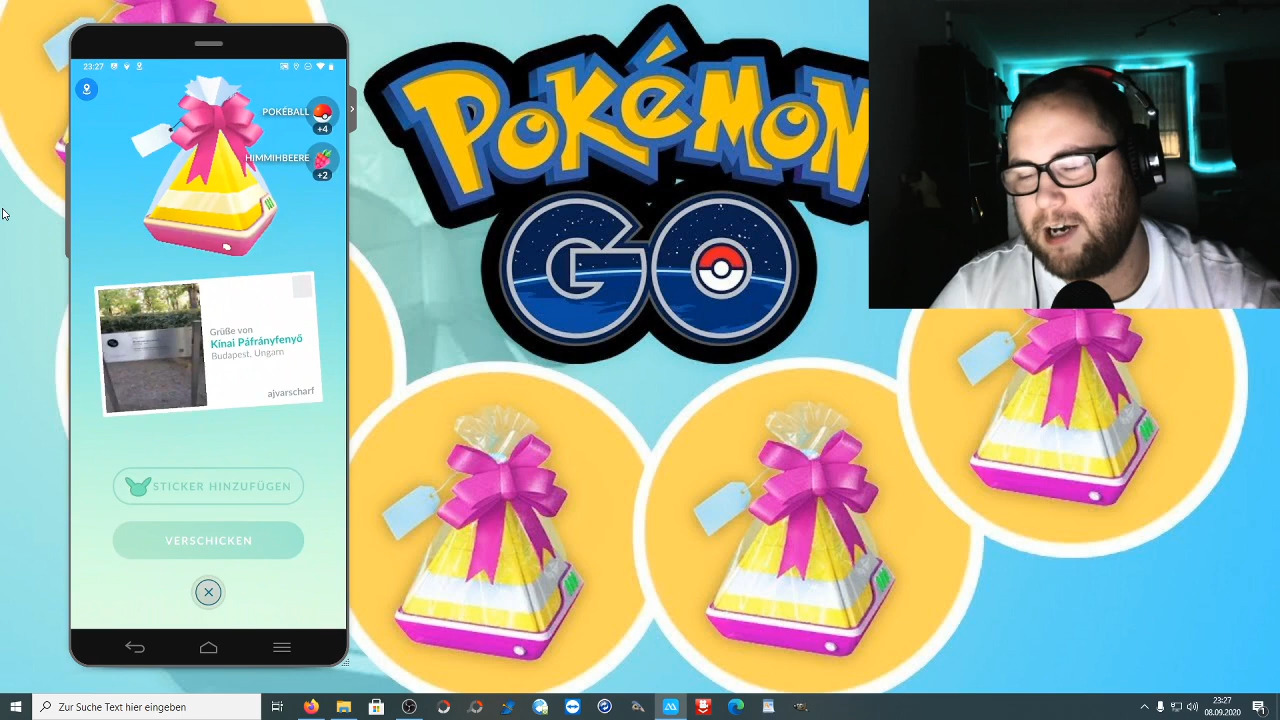 POKÉMON
GO
23:27
POKÉBALL
+4
HIMMIHBEERE
+2
Grüße von
Kínai Páfrányfenyő
Budapest, Ungarn
ajvarscharf
STICKER HINZUFÜGEN
VERSCHICKEN
Zur Suche Text hier eingeben
23:27
08.09.2020